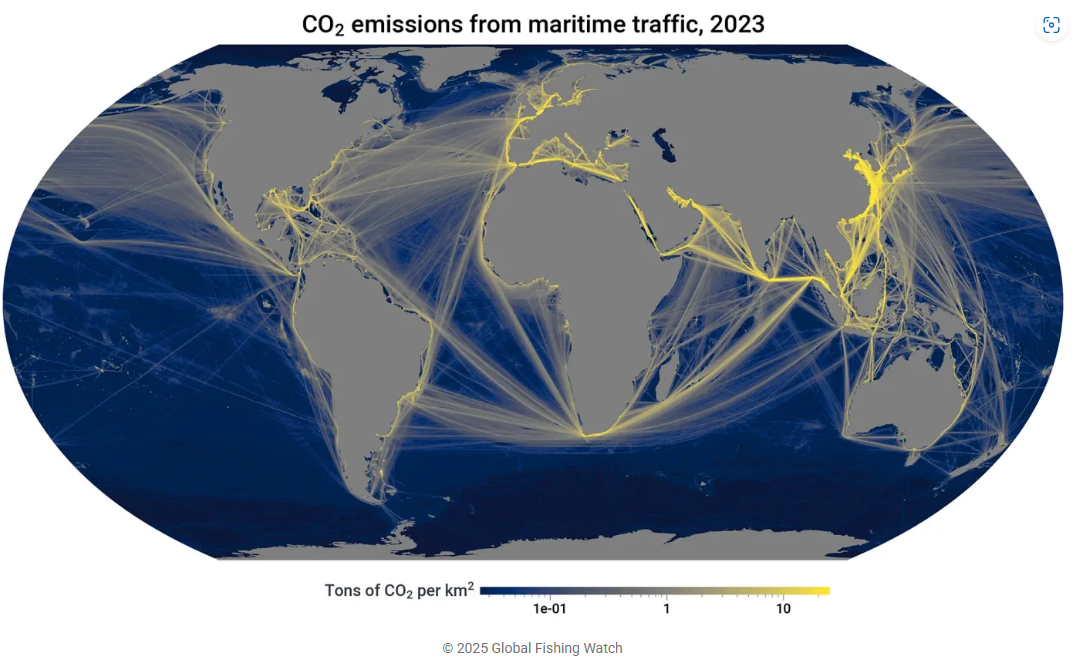 CO₂ emissions from maritime traffic, 2023
Tons of CO₂ per km²
1e-01 1 10
© 2025 Global Fishing Watch